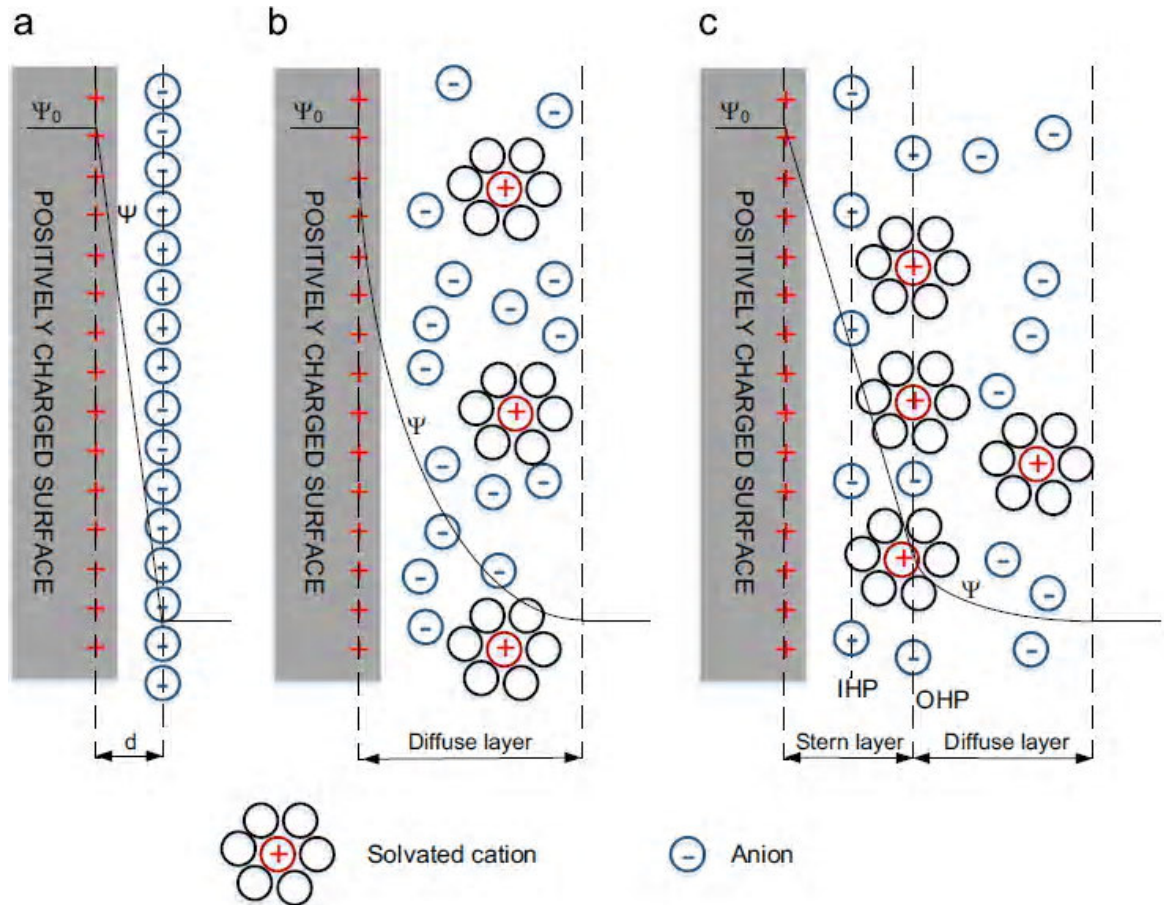 a
b
c
Ψ0
Ψ0
Ψ0
Ψ
Ψ
Ψ
POSITIVELY CHARGED SURFACE
POSITIVELY CHARGED SURFACE
POSITIVELY CHARGED SURFACE
IHP
OHP
d
Diffuse layer
Stern layer
Diffuse layer
Solvated cation
Anion